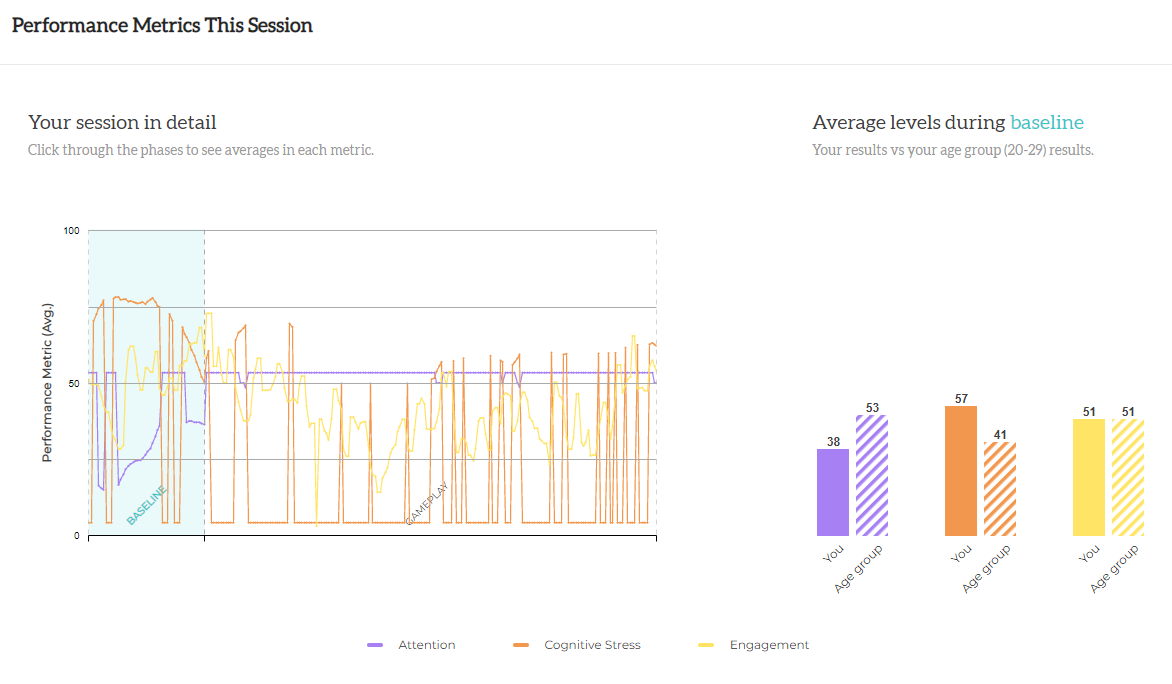 Performance Metrics This Session
Your session in detail
Click through the phases to see averages in each metric.
Performance Metric (Avg.)
100
50
0
BASELINE
GAMEPLAY
Average levels during baseline
Your results vs your age group (20-29) results.
38
53
57
41
51
51
You
Age group
You
Age group
You
Age group
Attention
Cognitive Stress
Engagement